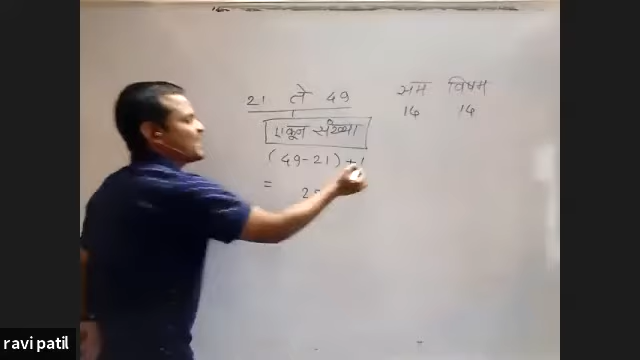 21 ते 49
सम विषम
14 14
एकून संख्या
(49-21) +1
=
ravi patil